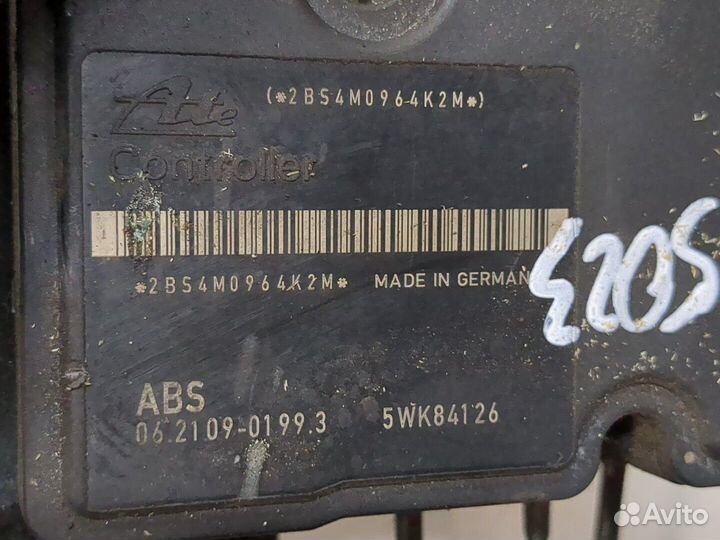 (*2BS4M0964K2M*)
Ate
Controller
*2BS4M0964K2M* MADE IN GERMAN
ABS
06.2109-0199.3 5WK84126
Avito